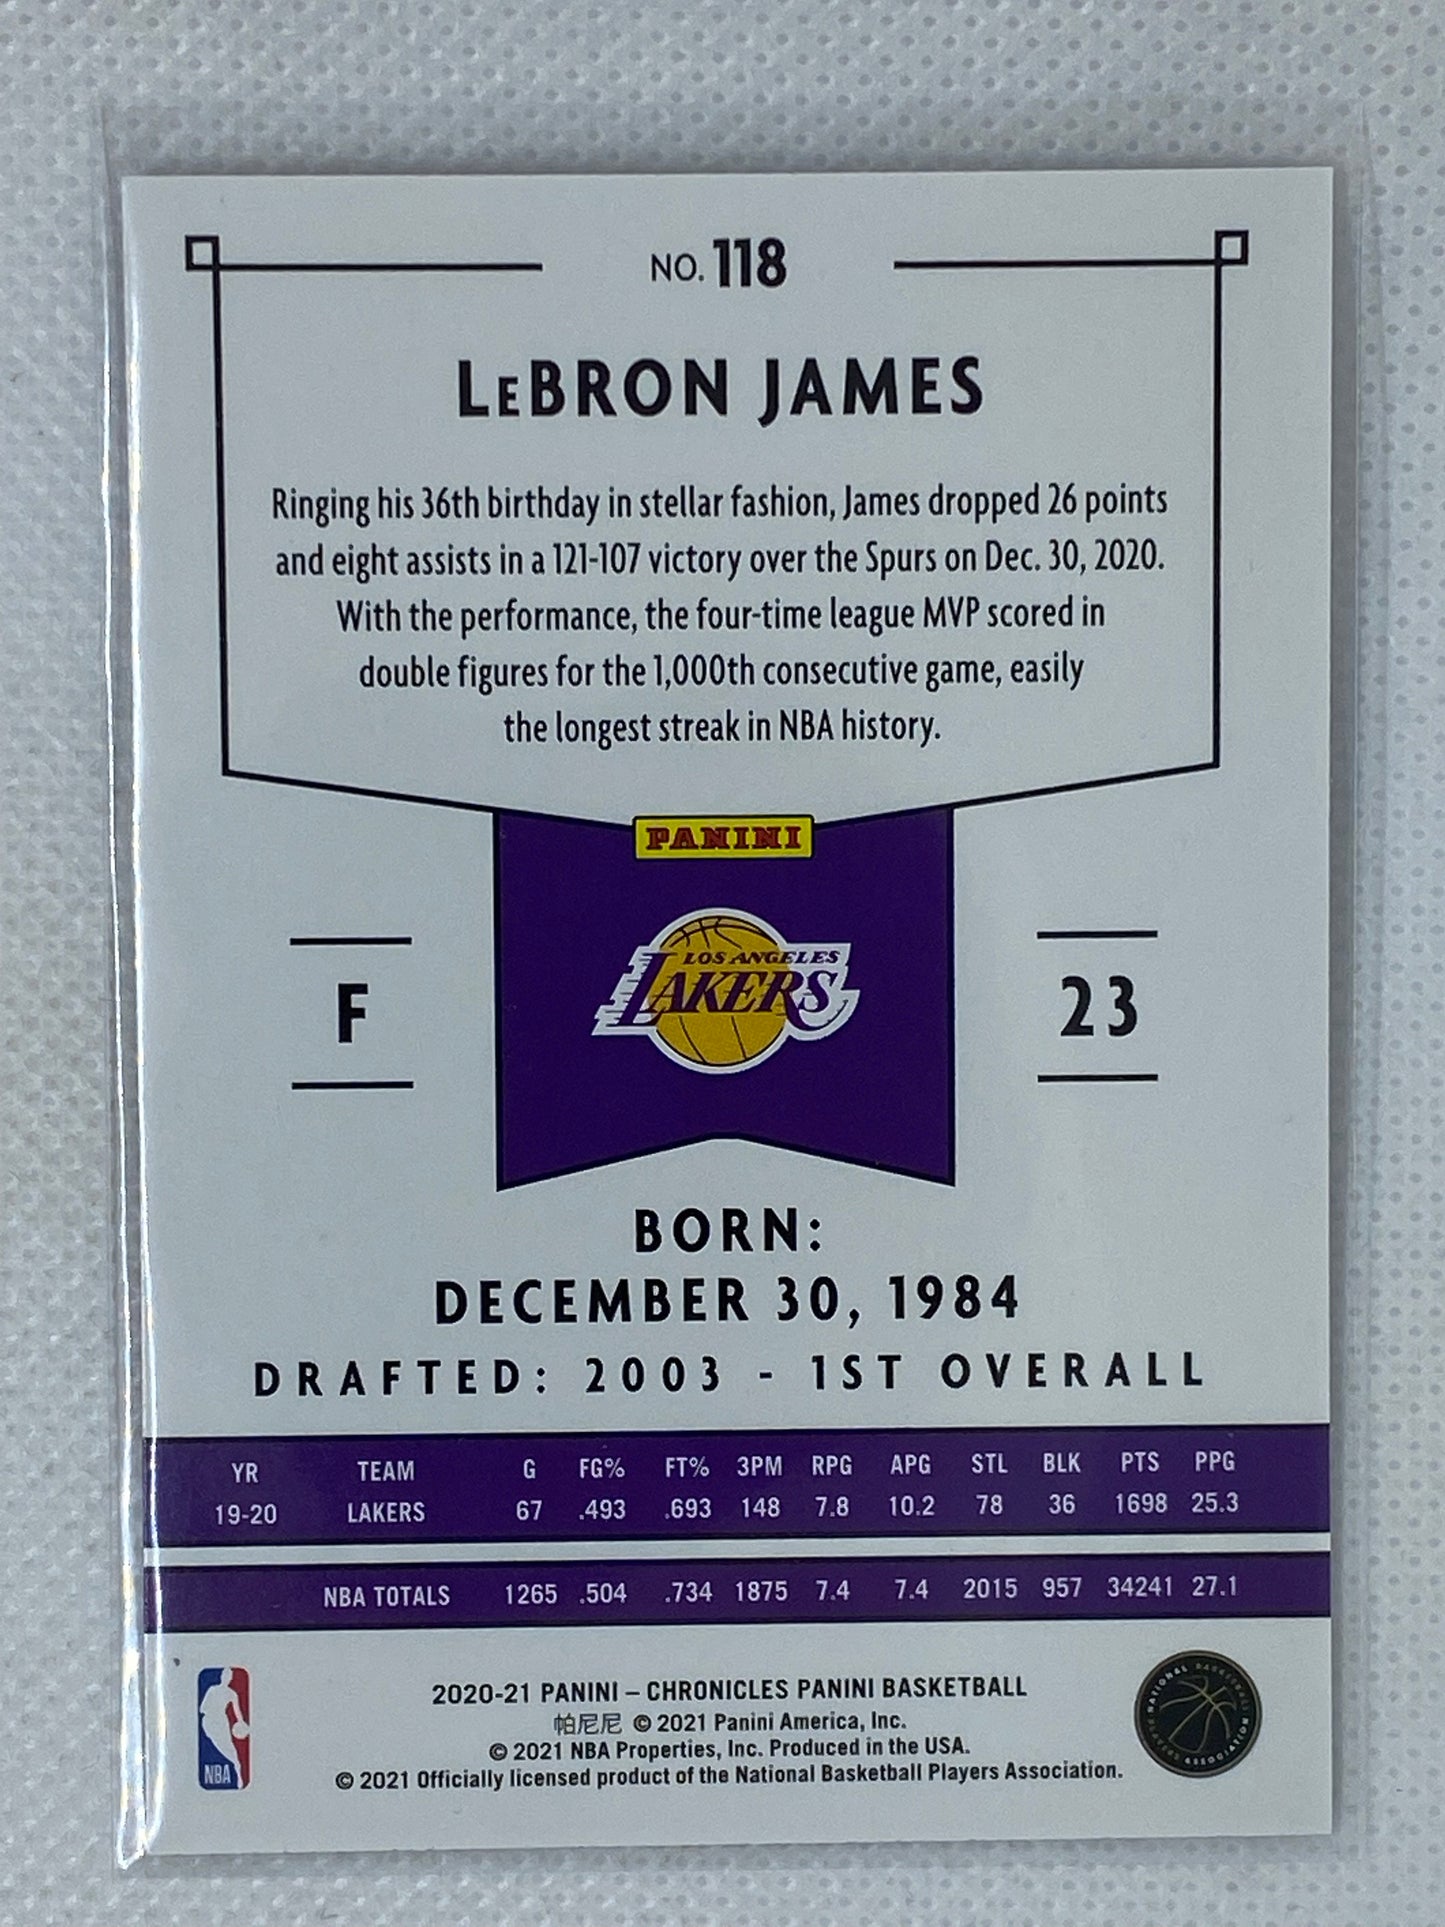 NO. 118
LeBRON JAMES
Ringing his 36th birthday in stellar fashion, James dropped 26 points
and eight assists in a 121-107 victory over the Spurs on Dec. 30, 2020.
With the performance, the four-time league MVP scored in
double figures for the 1,000th consecutive game, easily
the longest streak in NBA history.
PANINI
LOS ANGELES
LAKERS
F
23
BORN:
DECEMBER 30, 1984
DRAFTED: 2003 - 1ST OVERALL
YR TEAM G FG% FT% 3PM RPG APG STL BLK PTS PPG
19-20 LAKERS 67 .493 .693 148 7.8 10.2 78 36 1698 25.3
NBA TOTALS 1265 .504 .734 1875 7.4 7.4 2015 957 34241 27.1
2020-21 PANINI – CHRONICLES PANINI BASKETBALL
帕尼尼 © 2021 Panini America, Inc.
© 2021 NBA Properties, Inc. Produced in the USA.
© 2021 Officially licensed product of the National Basketball Players Association.
NBA
NATIONAL BASKETBALL